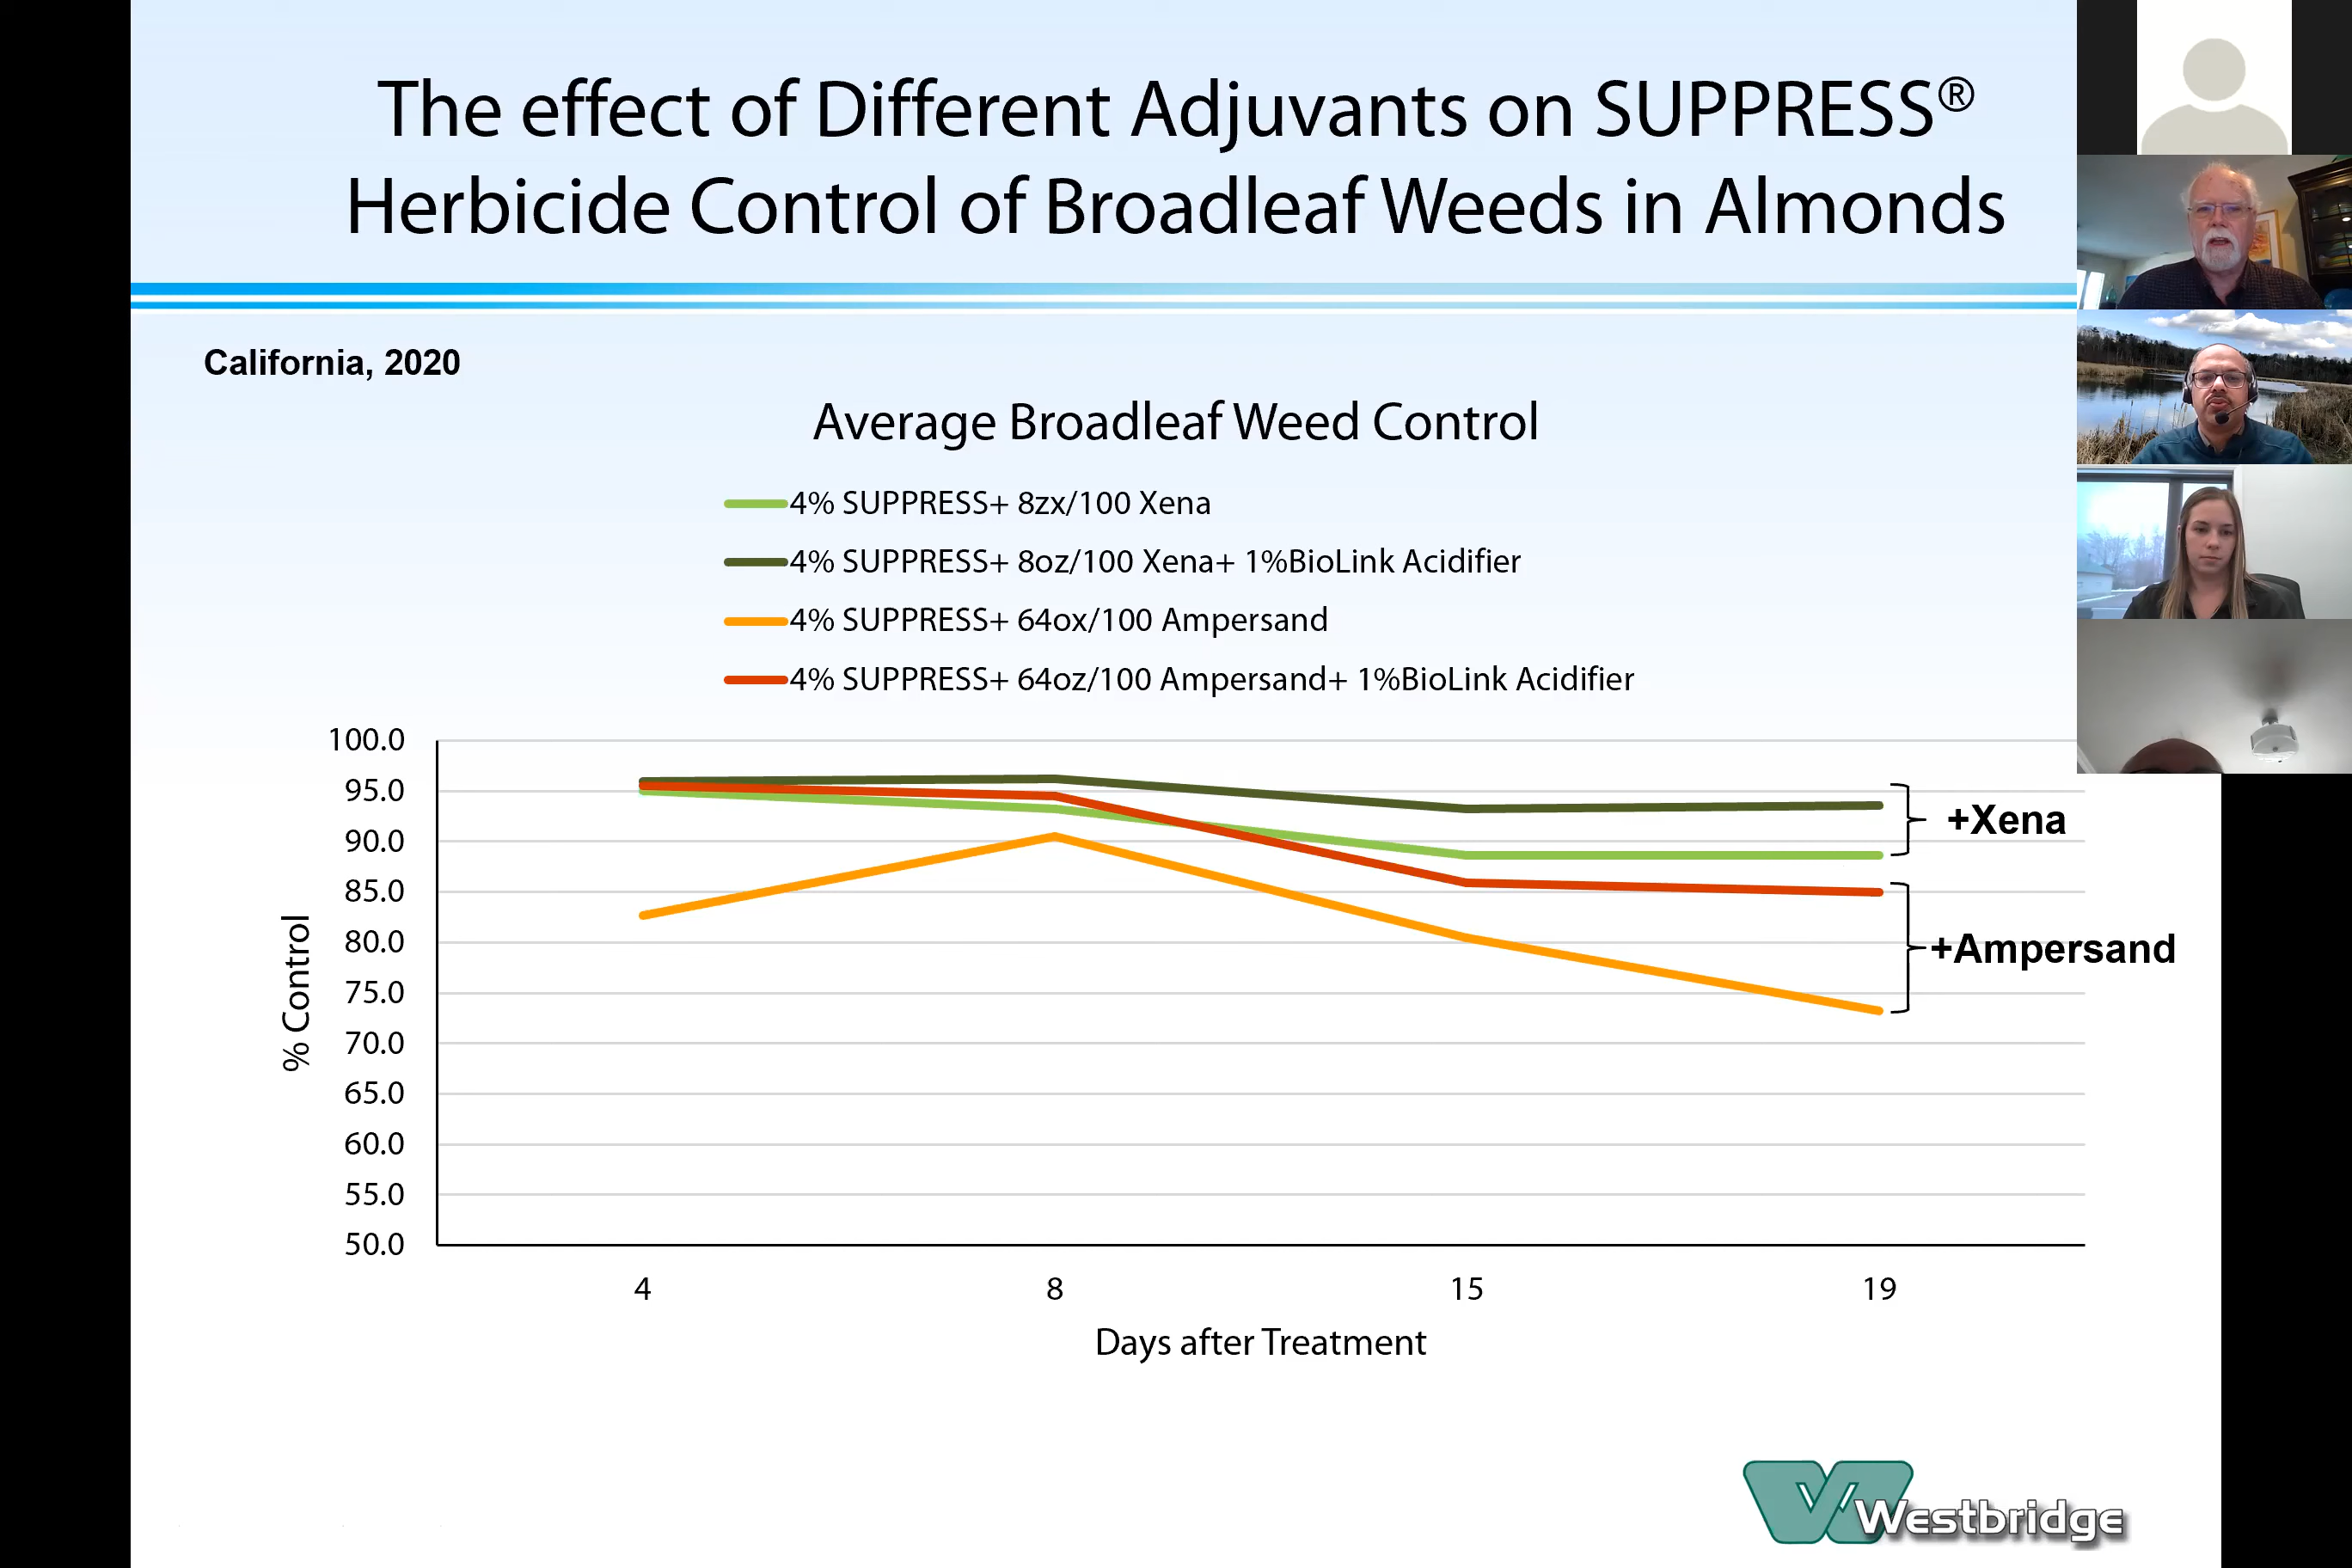 The effect of Different Adjuvants on SUPPRESS®
Herbicide Control of Broadleaf Weeds in Almonds
California, 2020
Average Broadleaf Weed Control
4% SUPPRESS+ 8zx/100 Xena
4% SUPPRESS+ 8oz/100 Xena+ 1%BioLink Acidifier
4% SUPPRESS+ 64ox/100 Ampersand
4% SUPPRESS+ 64oz/100 Ampersand+ 1%BioLink Acidifier
% Control
100.0
95.0
90.0
85.0
80.0
75.0
70.0
65.0
60.0
55.0
50.0
+Xena
+Ampersand
4 8 15 19
Days after Treatment
Westbridge